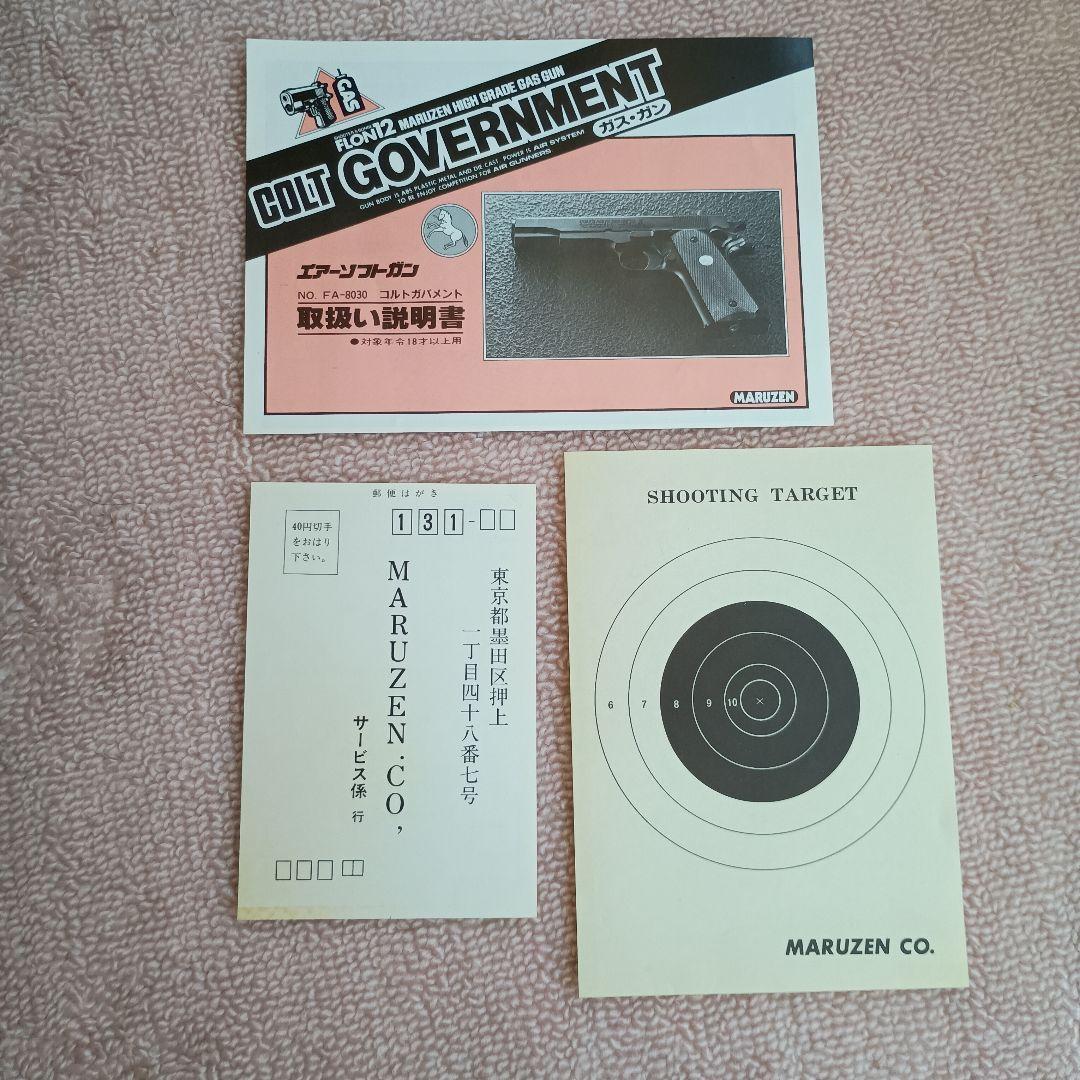 GAS
FLON12 MARUZEN HIGH GRADE GAS GUN
COLT GOVERNMENT
ガス・ガン
GUN BODY IS ABS PLASTIC METAL AND DIE CAST. POWER IS AIR SYSTEM
TO BE ENJOY COMPETITION FOR AIR GUNNERS
エアーソフトガン
NO. FA-8030 コルトガバメント
取扱い説明書
●対象年令18才以上用
MARUZEN
郵便はがき
40円切手
をおはり
下さい。
131-
東京都墨田区押上
一丁目四十八番七号
MARUZEN.CO,
サービス係 行
SHOOTING TARGET
6 7 8 9 10
MARUZEN CO.